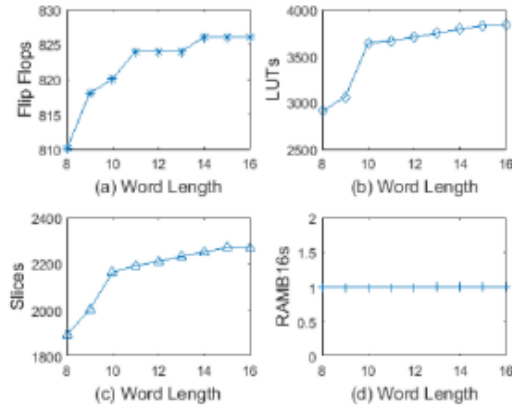 830
825
820
815
810
Flip Flops
8 10 12 14 16
(a) Word Length
4000
3500
3000
2500
LUTs
8 10 12 14 16
(b) Word Length
2400
2200
2000
1800
Slices
8 10 12 14 16
(c) Word Length
2
1.5
1
0.5
0
RAMB16s
8 10 12 14 16
(d) Word Length